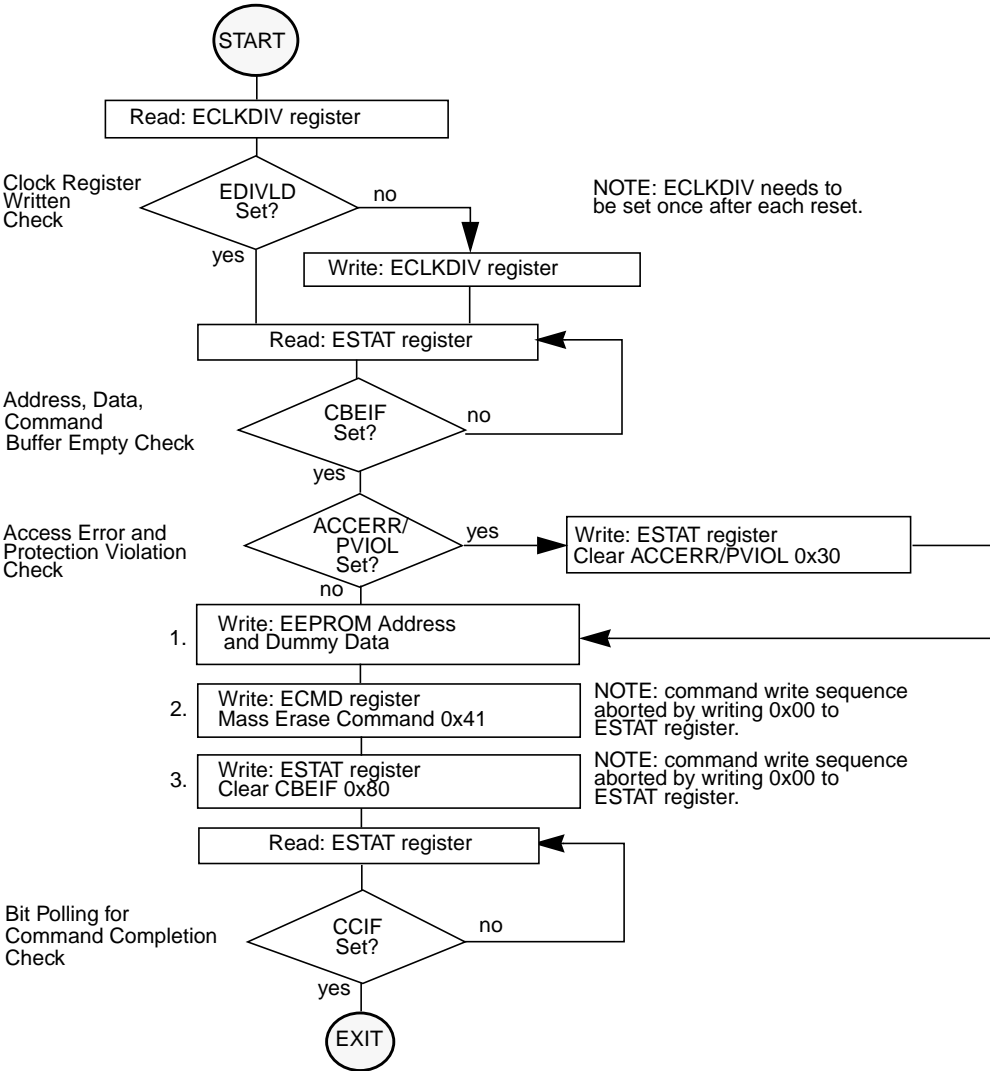 START
Read: ECLKDIV register
Clock Register
Written
Check
EDIVLD
Set?
no
yes
NOTE: ECLKDIV needs to
be set once after each reset.
Write: ECLKDIV register
Read: ESTAT register
Address, Data,
Command
Buffer Empty Check
CBEIF
Set?
no
yes
Access Error and
Protection Violation
Check
ACCERR/
PVIOL
Set?
yes
no
Write: ESTAT register
Clear ACCERR/PVIOL 0x30
1.
Write: EEPROM Address
and Dummy Data
2.
Write: ECMD register
Mass Erase Command 0x41
NOTE: command write sequence
aborted by writing 0x00 to
ESTAT register.
3.
Write: ESTAT register
Clear CBEIF 0x80
NOTE: command write sequence
aborted by writing 0x00 to
ESTAT register.
Read: ESTAT register
Bit Polling for
Command Completion
Check
CCIF
Set?
no
yes
EXIT